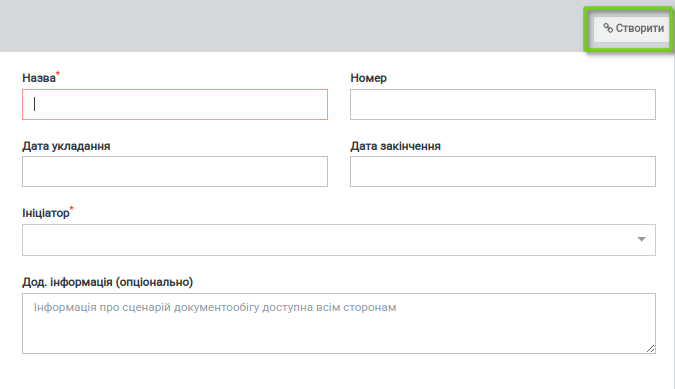 Створити
Назва* Номер
Дата укладання Дата закінчення
Ініціатор*
Дод. інформація (опціонально)
Інформація про сценарій документообігу доступна всім сторонам